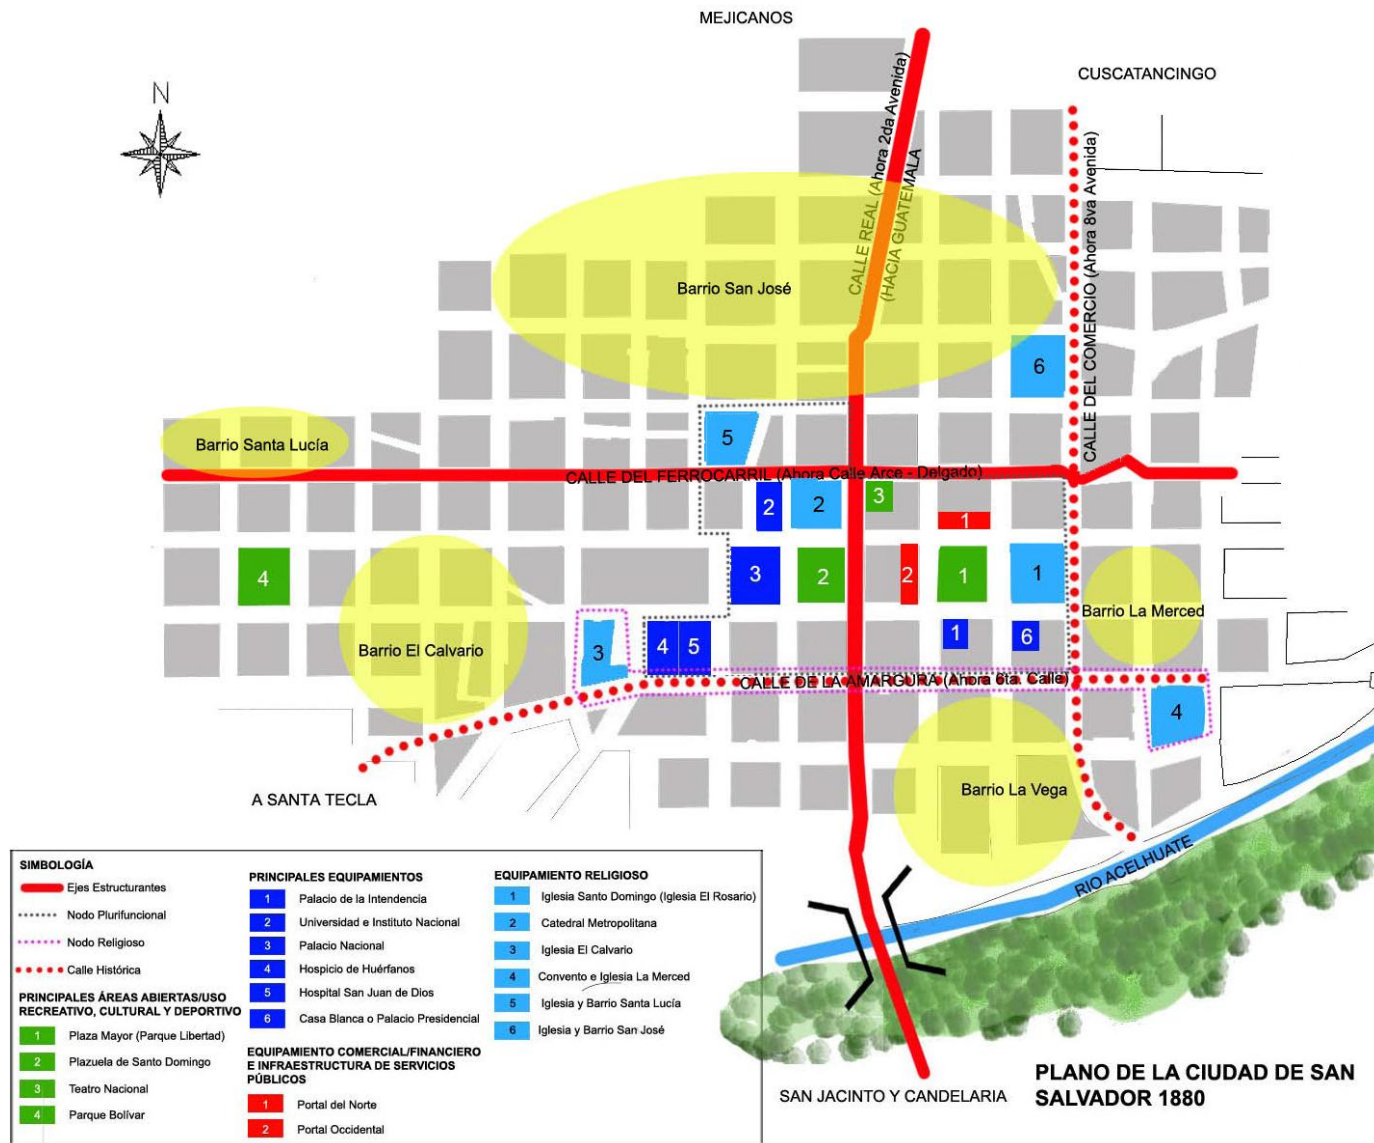 MEJICANOS
CUSCATANCINGO
N
CALLE REAL (Ahora 2da Avenida)
(HACIA GUATEMALA
CALLE DEL COMERCIO (Ahora 8va Avenida)
Barrio San José
6
Barrio Santa Lucía
5
CALLE DEL FERROCARRIL (Ahora Calle Arce - Delgado)
2
2
3
1
4
3
2
2
1
1
Barrio La Merced
Barrio El Calvario
3
4
5
1
6
CALLE DE LA AMARGURA (Ahora 6ta. Calle)
4
A SANTA TECLA
Barrio La Vega
RIO ACELHUATE
SAN JACINTO Y CANDELARIA
PLANO DE LA CIUDAD DE SAN
SALVADOR 1880
SIMBOLOGÍA
Ejes Estructurantes
Nodo Plurifuncional
Nodo Religioso
Calle Histórica
PRINCIPALES ÁREAS ABIERTAS/USO
RECREATIVO, CULTURAL Y DEPORTIVO
1 Plaza Mayor (Parque Libertad)
2 Plazuela de Santo Domingo
3 Teatro Nacional
4 Parque Bolívar
PRINCIPALES EQUIPAMIENTOS
1 Palacio de la Intendencia
2 Universidad e Instituto Nacional
3 Palacio Nacional
4 Hospicio de Huérfanos
5 Hospital San Juan de Dios
6 Casa Blanca o Palacio Presidencial
EQUIPAMIENTO COMERCIAL/FINANCIERO
E INFRAESTRUCTURA DE SERVICIOS
PÚBLICOS
1 Portal del Norte
2 Portal Occidental
EQUIPAMIENTO RELIGIOSO
1 Iglesia Santo Domingo (Iglesia El Rosario)
2 Catedral Metropolitana
3 Iglesia El Calvario
4 Convento e Iglesia La Merced
5 Iglesia y Barrio Santa Lucía
6 Iglesia y Barrio San José